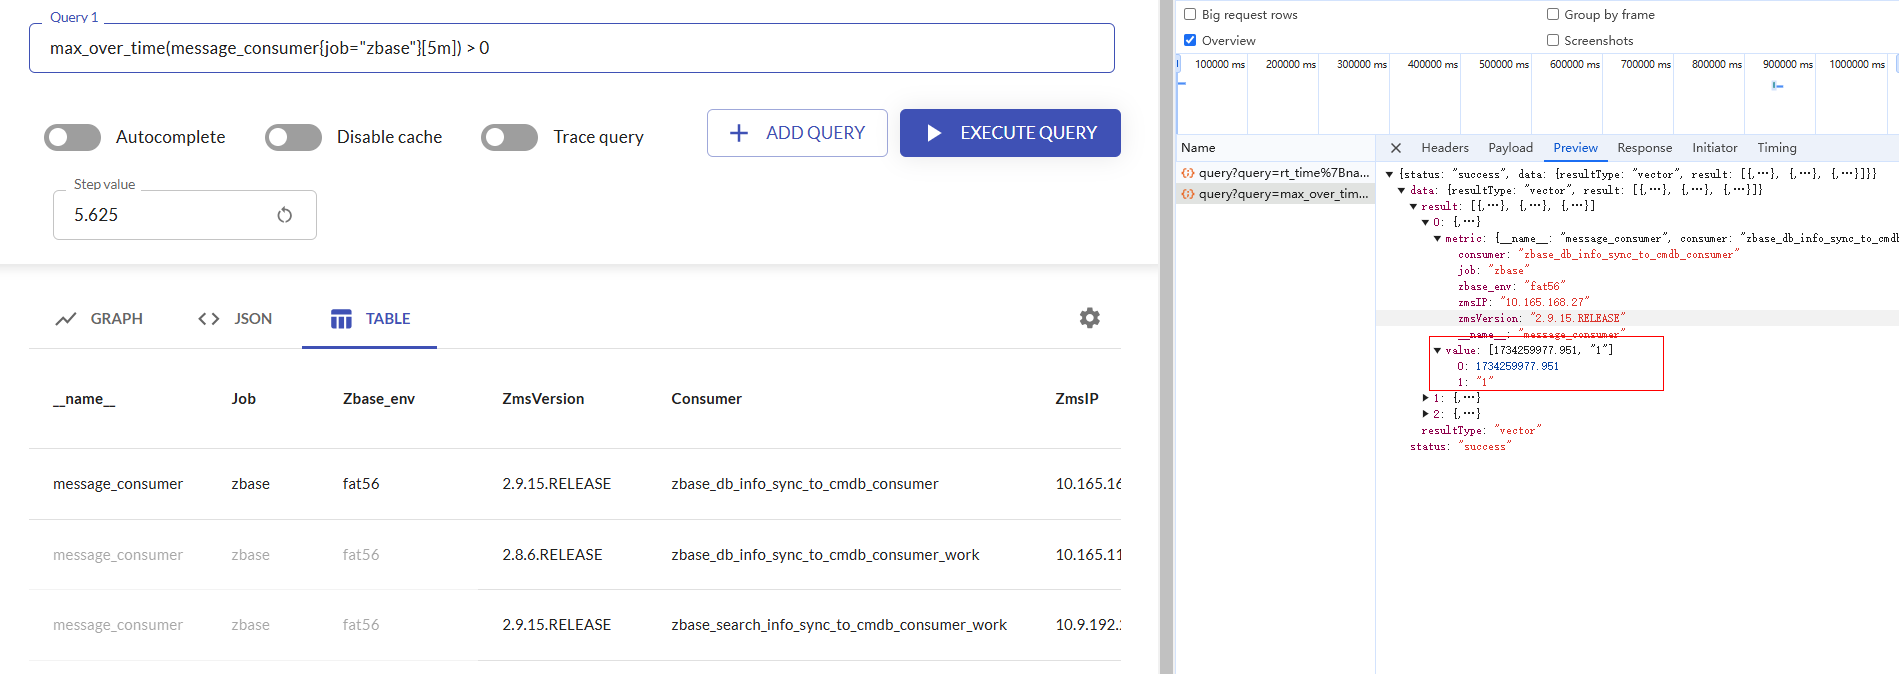 Query 1
max_over_time(message_consumer{job="zbase"}[5m]) > 0
Autocomplete
Disable cache
Trace query
ADD QUERY
EXECUTE QUERY
Step value
5.625
GRAPH
JSON
TABLE
__name__ Job Zbase_env ZmsVersion Consumer ZmsIP
message_consumer zbase fat56 2.9.15.RELEASE zbase_db_info_sync_to_cmdb_consumer 10.165.16
message_consumer zbase fat56 2.8.6.RELEASE zbase_db_info_sync_to_cmdb_consumer_work 10.165.11
message_consumer zbase fat56 2.9.15.RELEASE zbase_search_info_sync_to_cmdb_consumer_work 10.9.192.
Big request rows
Group by frame
Overview
Screenshots
100000 ms 200000 ms 300000 ms 400000 ms 500000 ms 600000 ms 700000 ms 800000 ms 900000 ms 1000000 ms
Name
Headers Payload Preview Response Initiator Timing
query?query=rt_time%7Bna...
query?query=max_over_tim...
{status: "success", data: {resultType: "vector", result: [{,…}, {,…}, {,…}]}}
data: {resultType: "vector", result: [{,…}, {,…}, {,…}]}
result: [{,…}, {,…}, {,…}]
0: {,…}
metric: {__name__: "message_consumer", consumer: "zbase_db_info_sync_to_cmdb
consumer: "zbase_db_info_sync_to_cmdb_consumer"
job: "zbase"
zbase_env: "fat56"
zmsIP: "10.165.168.27"
zmsVersion: "2.9.15.RELEASE"
__name__: "message_consumer"
value: [1734259977.951, "1"]
0: 1734259977.951
1: "1"
1: {,…}
2: {,…}
resultType: "vector"
status: "success"